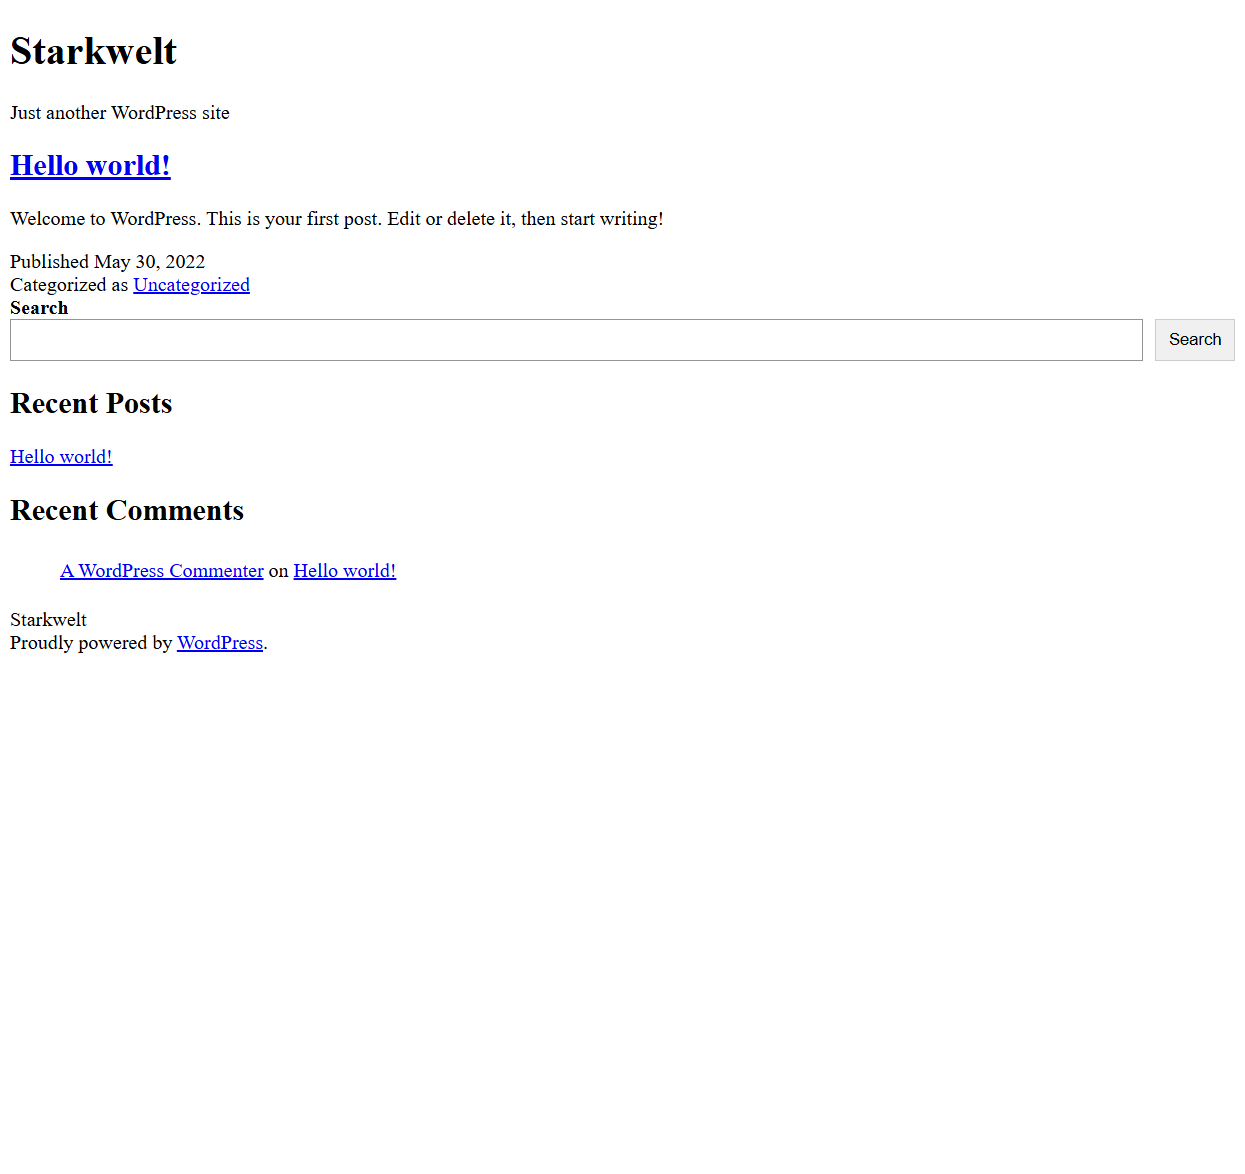 Starkwelt
Just another WordPress site
Hello world!
Welcome to WordPress. This is your first post. Edit or delete it, then start writing!
Published May 30, 2022
Categorized as Uncategorized
Search
Search
Recent Posts
Hello world!
Recent Comments
A WordPress Commenter on Hello world!
Starkwelt
Proudly powered by WordPress.